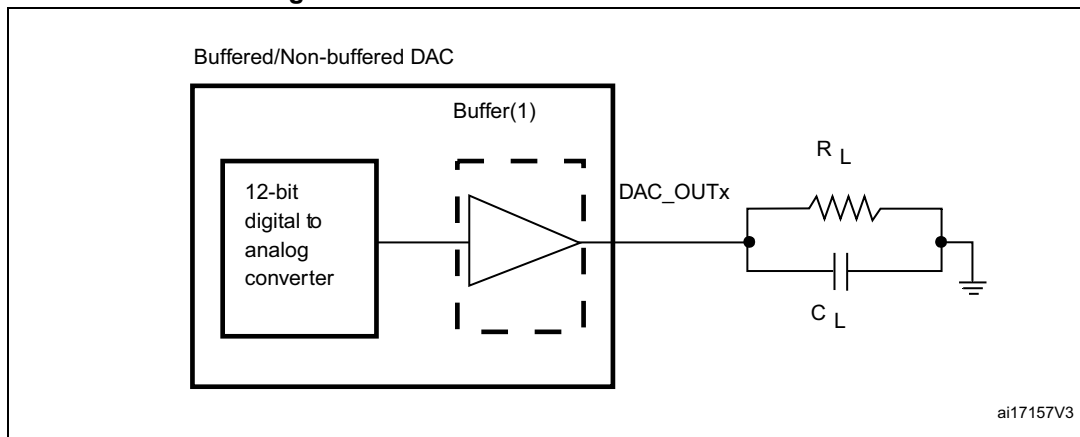 Buffered/Non-buffered DAC
Buffer(1)
12-bit
digital to
analog
converter
DAC_OUTx
R L
C L
ai17157V3